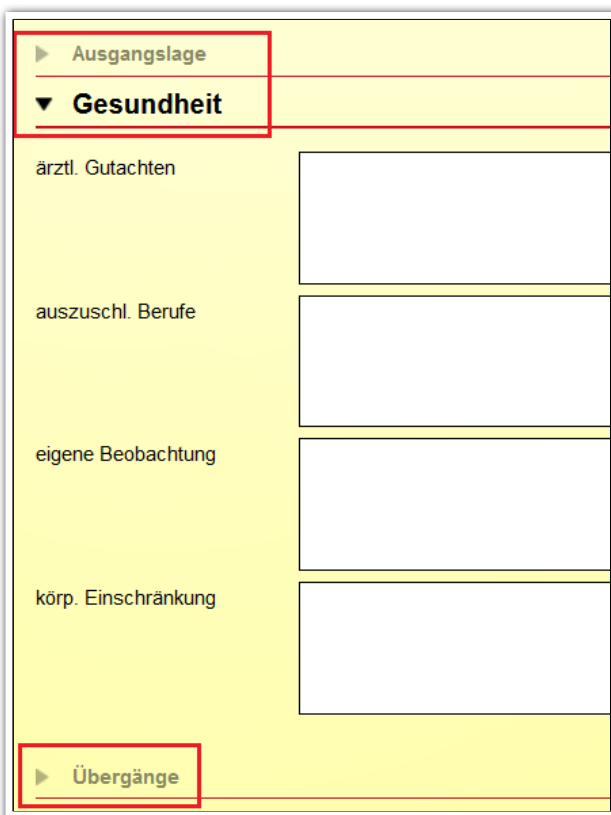 Ausgangslage
Gesundheit
ärztl. Gutachten
auszuschl. Berufe
eigene Beobachtung
körp. Einschränkung
Übergänge